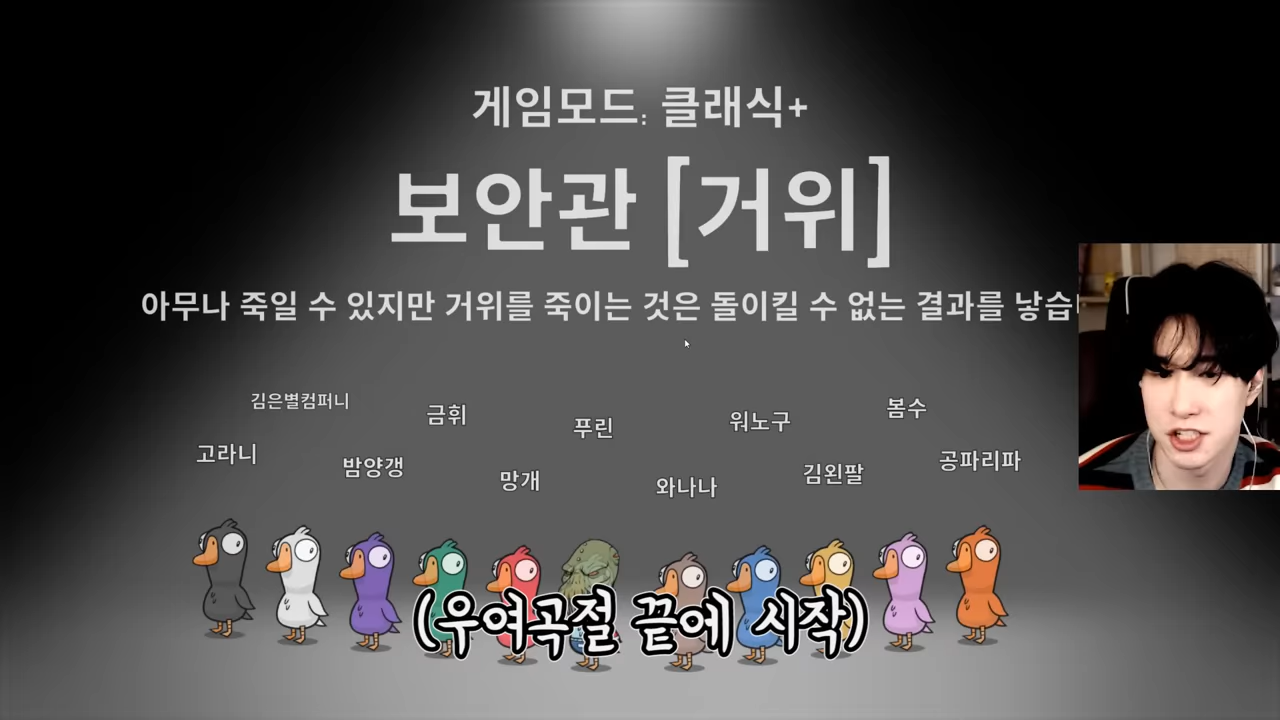 게임모드: 클래식+
보안관 [거위]
아무나 죽일 수 있지만 거위를 죽이는 것은 돌이킬 수 없는 결과를 낳습
김은별컴퍼니 금휘 푸린 워노구 봄수
고라니 밤양갱 망개 와나나 김왼팔 공파리파
(우여곡절 끝에 시작)